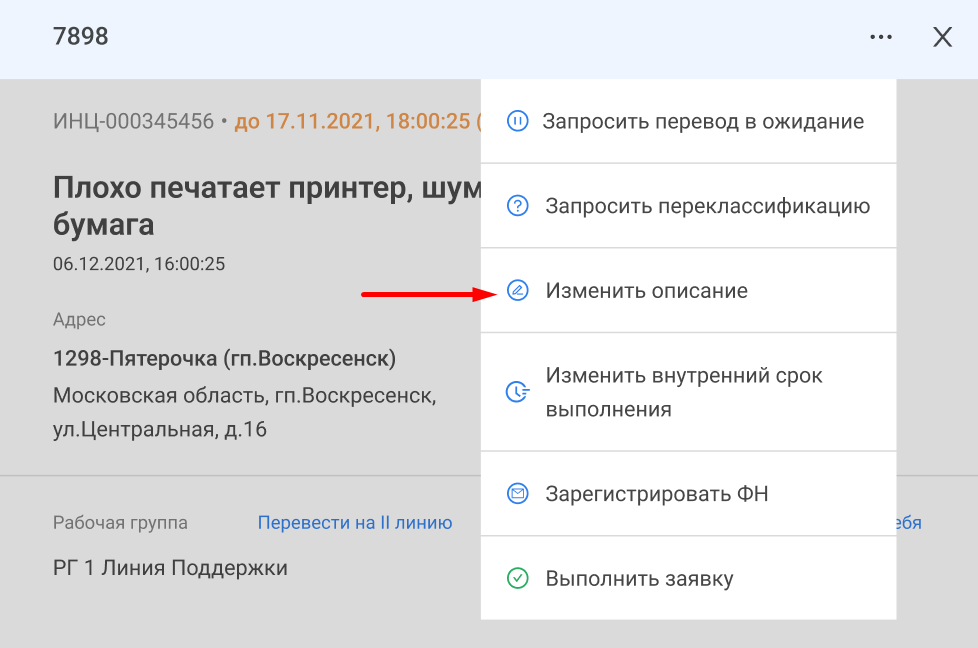 7898
ИНЦ-000345456 • до 17.11.2021, 18:00:25 (
Запросить перевод в ожидание
Плохо печатает принтер, шум
бумага
Запросить переклассификацию
06.12.2021, 16:00:25
Изменить описание
Адрес
1298-Пятерочка (гп.Воскресенск)
Московская область, гп.Воскресенск,
ул.Центральная, д.16
Изменить внутренний срок
выполнения
Зарегистрировать ФН
Рабочая группа
Перевести на II линию
ебя
РГ 1 Линия Поддержки
Выполнить заявку